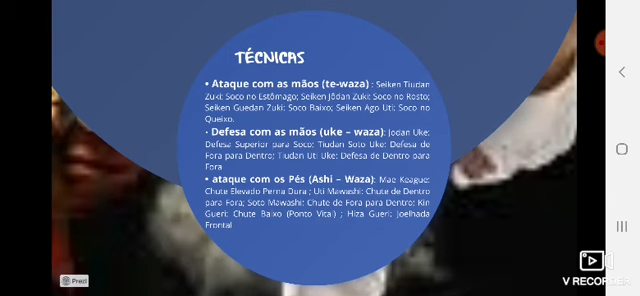 TÉCNICAS
• Ataque com as mãos (te-waza) : Seiken Tiudan
Zuki: Soco no Estômago; Seiken Jôdan Zuki: Soco no Rosto;
Seiken Guedan Zuki: Soco Baixo; Seiken Ago Uti: Soco no
Queixo.
• Defesa com as mãos (uke – waza): Jodan Uke:
Defesa Superior para Soco; Tiudan Soto Uke: Defesa de
Fora para Dentro; Tiudan Uti Uke: Defesa de Dentro para
Fora
• ataque com os Pés (Ashi – Waza): Mae Keague:
Chute Elevado Perna Dura ; Uti Mawashi: Chute de Dentro
para Fora; Soto Mawashi: Chute de Fora para Dentro; Kin
Gueri: Chute Baixo (Ponto Vital) ; Hiza Gueri: Joelhada
Frontal
Prezi
V RECORDER